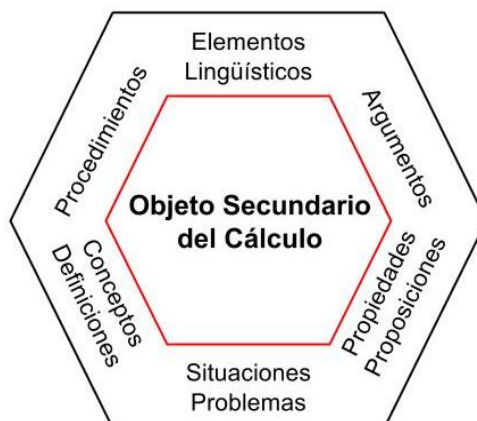 Elementos
Lingüísticos
Procedimientos
Argumentos
Objeto Secundario
del Cálculo
Conceptos
Definiciones
Propiedades
Proposiciones
Situaciones
Problemas